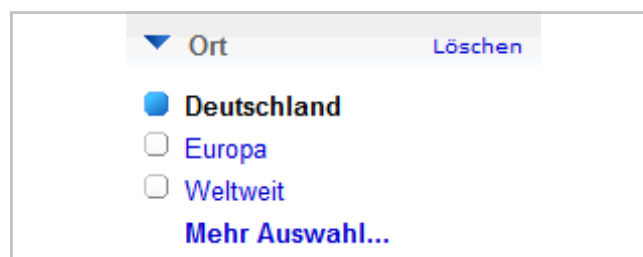 Ort Löschen
Deutschland
Europa
Weltweit
Mehr Auswahl...